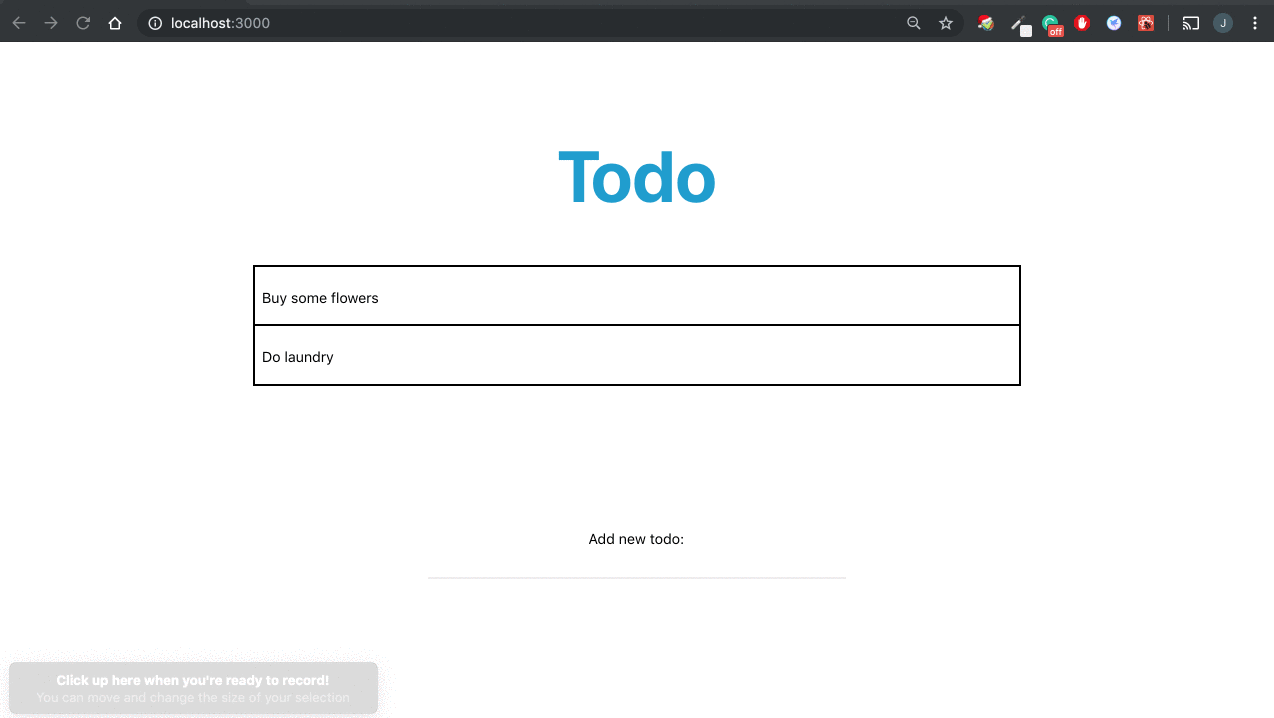 localhost:3000
off
J
Todo
Buy some flowers
Do laundry
Add new todo:
Click up here when you're ready to record!
You can move and change the size of your selection